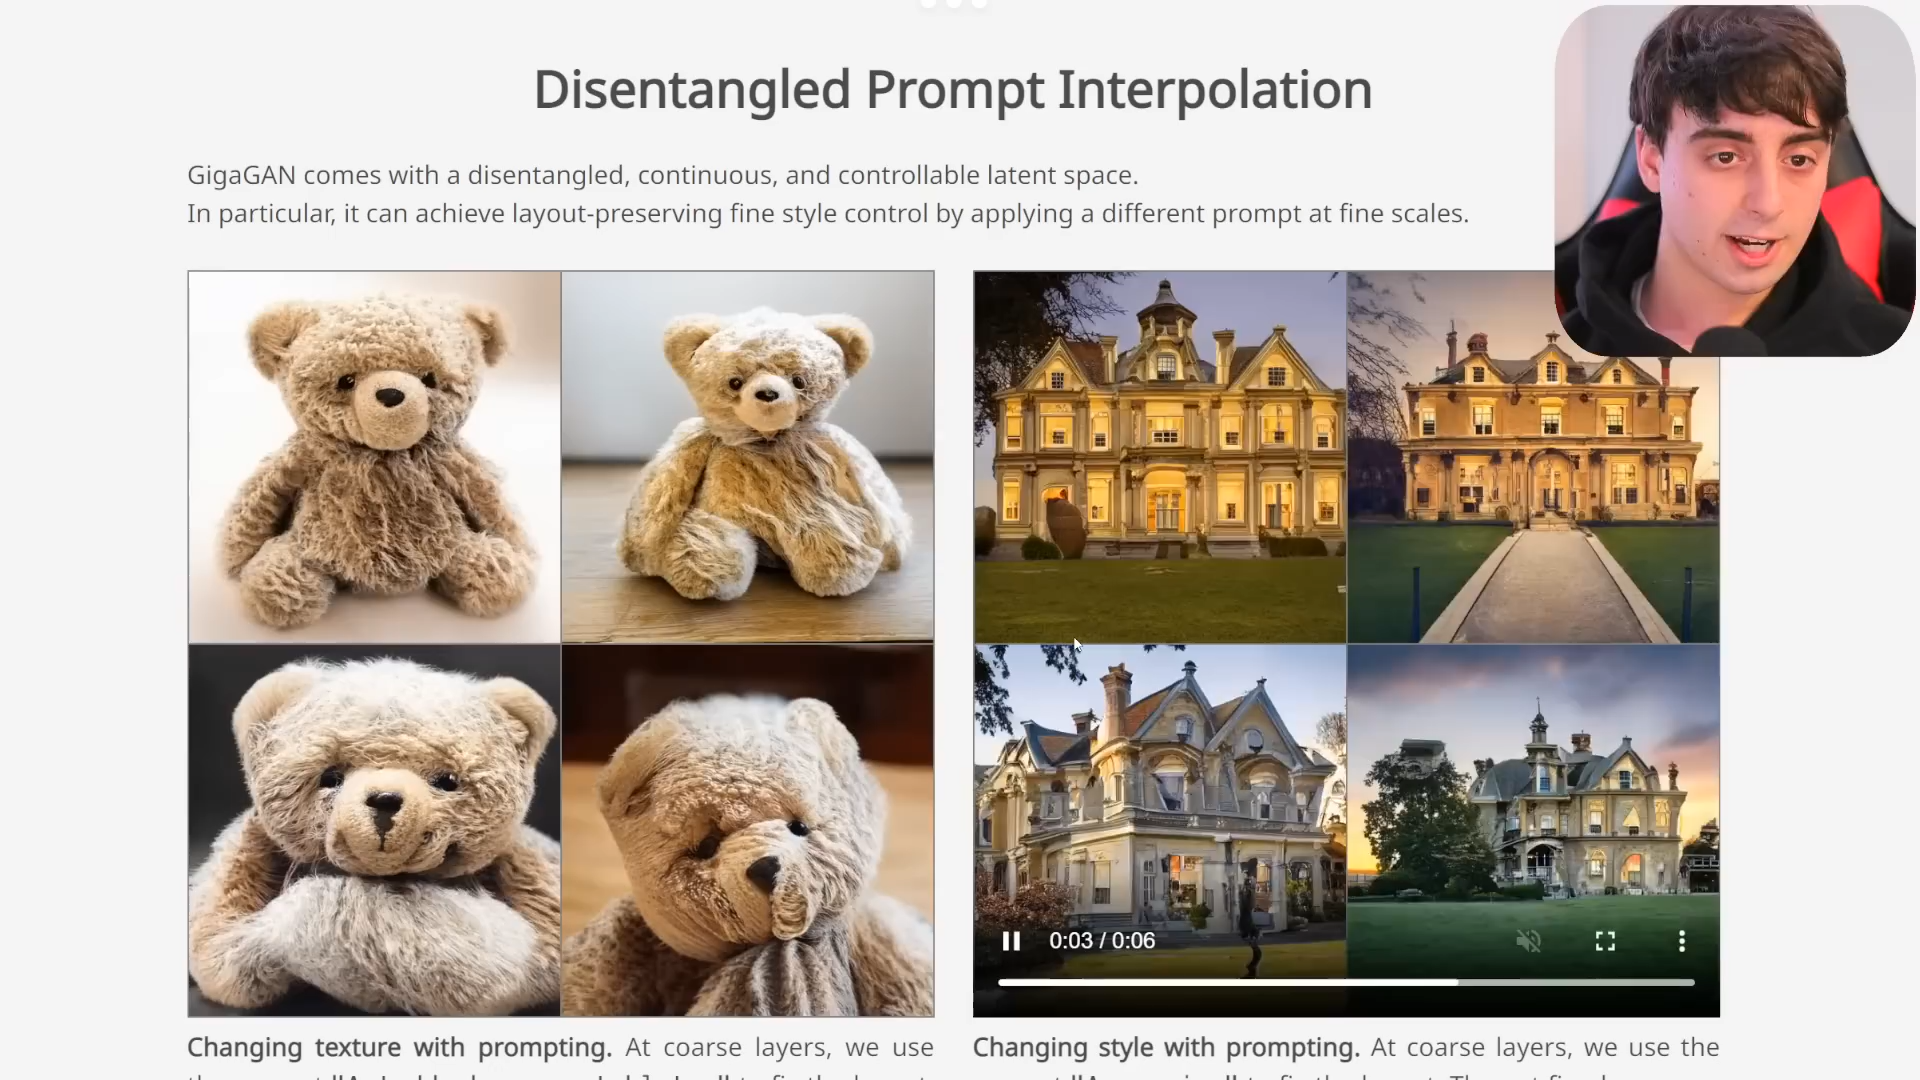 Disentangled Prompt Interpolation
GigaGAN comes with a disentangled, continuous, and controllable latent space.
In particular, it can achieve layout-preserving fine style control by applying a different prompt at fine scales.
0:03 / 0:06
Changing texture with prompting. At coarse layers, we use
Changing style with prompting. At coarse layers, we use the